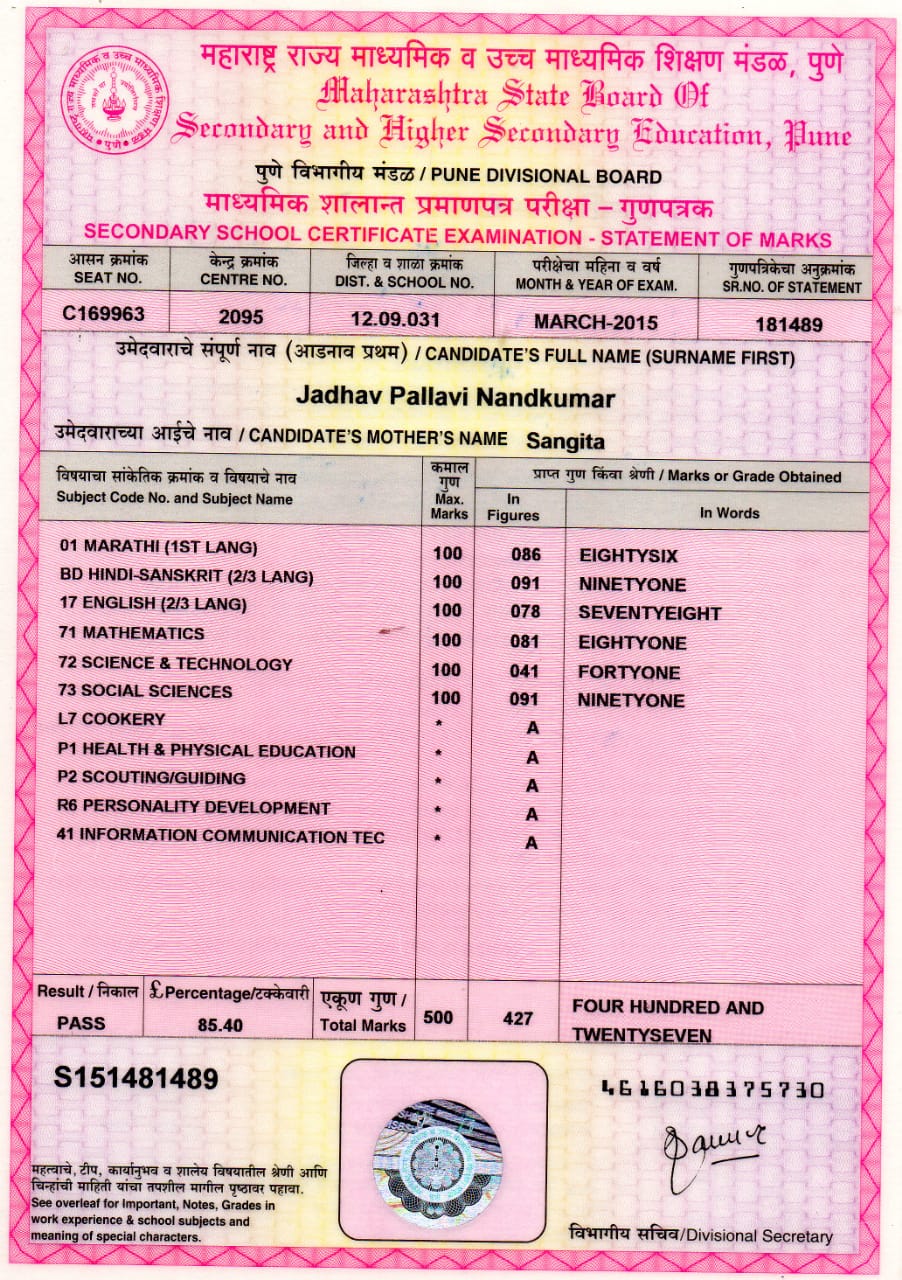 महाराष्ट्र राज्य माध्यमिक व उच्च माध्यमिक शिक्षण मंडळ, पुणे
Maharashtra State Board Of
Secondary and Higher Secondary Education, Pune
पुणे विभागीय मंडळ / PUNE DIVISIONAL BOARD
माध्यमिक शालान्त प्रमाणपत्र परीक्षा – गुणपत्रक
SECONDARY SCHOOL CERTIFICATE EXAMINATION - STATEMENT OF MARKS
आसन क्रमांक केन्द्र क्रमांक जिल्हा व शाळा क्रमांक परीक्षेचा महिना व वर्ष गुणपत्रिकेचा अनुक्रमांक
SEAT NO. CENTRE NO. DIST. & SCHOOL NO. MONTH & YEAR OF EXAM. SR.NO. OF STATEMENT
C169963 2095 12.09.031 MARCH-2015 181489
उमेदवाराचे संपूर्ण नाव (आडनाव प्रथम) / CANDIDATE'S FULL NAME (SURNAME FIRST)
Jadhav Pallavi Nandkumar
उमेदवाराच्या आईचे नाव / CANDIDATE'S MOTHER'S NAME Sangita
विषयाचा सांकेतिक क्रमांक व विषयाचे नाव
Subject Code No. and Subject Name
कमाल
गुण
Max.
Marks
प्राप्त गुण किंवा श्रेणी / Marks or Grade Obtained
In
Figures
In Words
01 MARATHI (1ST LANG) 100 086 EIGHTYSIX
BD HINDI-SANSKRIT (2/3 LANG) 100 091 NINETYONE
17 ENGLISH (2/3 LANG) 100 078 SEVENTYEIGHT
71 MATHEMATICS 100 081 EIGHTYONE
72 SCIENCE & TECHNOLOGY 100 041 FORTYONE
73 SOCIAL SCIENCES 100 091 NINETYONE
L7 COOKERY * A
P1 HEALTH & PHYSICAL EDUCATION * A
P2 SCOUTING/GUIDING * A
R6 PERSONALITY DEVELOPMENT * A
41 INFORMATION COMMUNICATION TEC * A
Result / निकाल
PASS
£Percentage/टक्केवारी
85.40
एकूण गुण /
Total Marks
500 427
FOUR HUNDRED AND
TWENTYSEVEN
S151481489
4616038375730
महत्वाचे, टीप, कार्यानुभव व शालेय विषयातील श्रेणी आणि
चिन्हांची माहिती यांचा तपशील मागील पृष्ठावर पहावा.
See overleaf for Important, Notes, Grades in
work experience & school subjects and
meaning of special characters.
विभागीय सचिव/Divisional Secretary